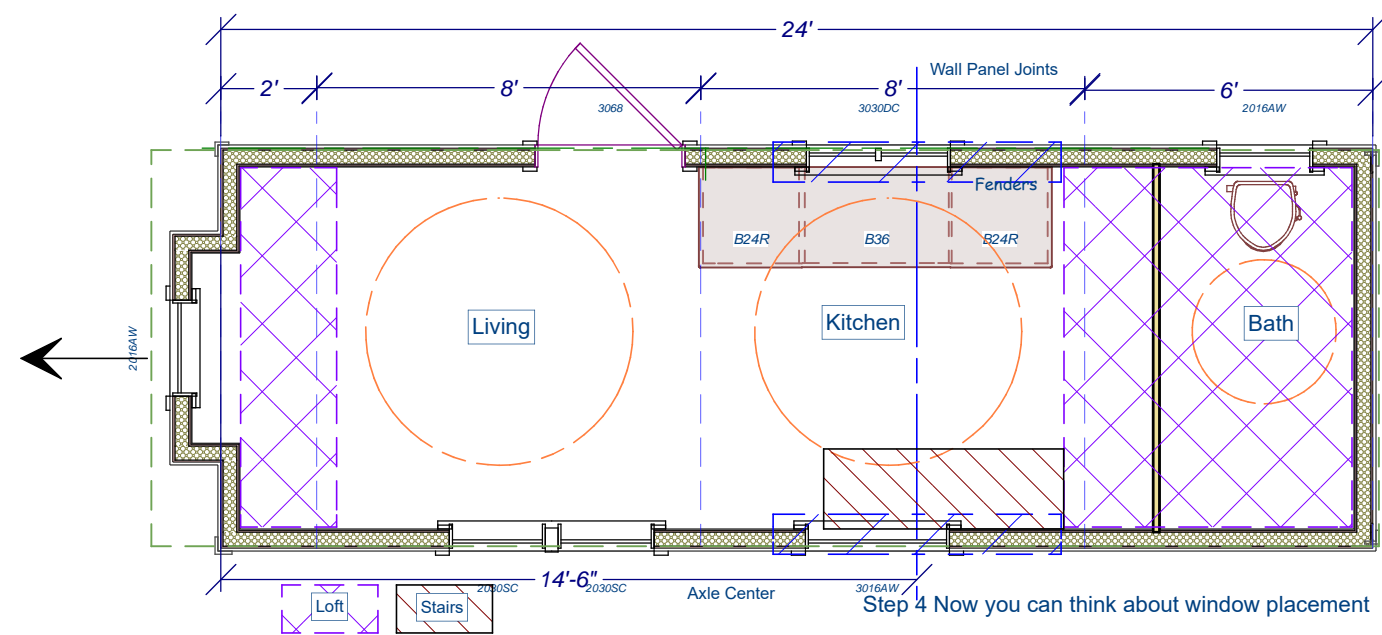 24'
Wall Panel Joints
2'
8'
8'
6'
3068
3030DC
2016AW
Fenders
B24R
B36
B24R
Living
Kitchen
Bath
2016AW
14'-6"
2030SC
2030SC
Axle Center
3016AW
Step 4 Now you can think about window placement
Loft
Stairs